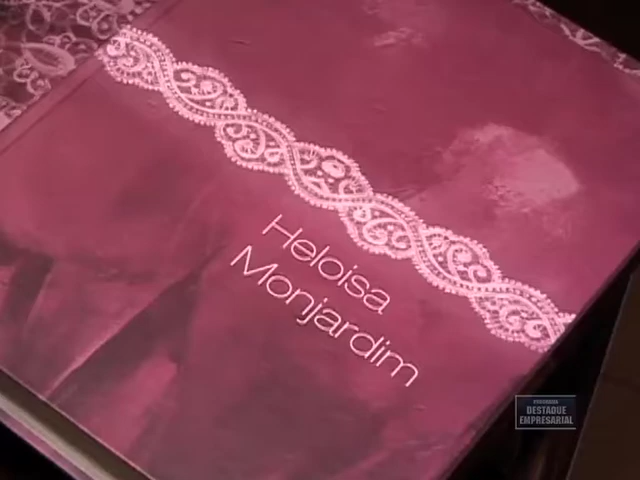 Heloisa
Monjardim
PROGRAMA
DESTAQUE
EMPRESARIAL